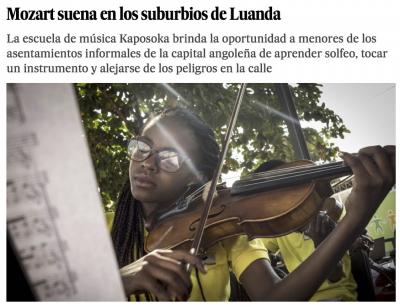 Mozart suena en los suburbios de Luanda
La escuela de música Kaposoka brinda la oportunidad a menores de los
asentamientos informales de la capital angoleña de aprender solfeo, tocar
un instrumento y alejarse de los peligros en la calle